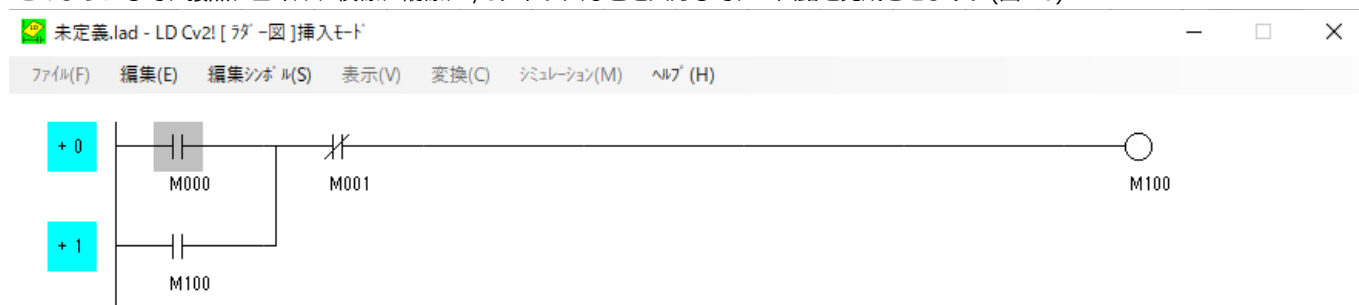 未定義.lad - LD Cv2! [ ﾗﾀﾞｰ図 ]挿入ﾓｰﾄﾞ
ﾌｧｲﾙ(F) 編集(E) 編集ｼﾝﾎﾞﾙ(S) 表示(V) 変換(C) ｼﾐｭﾚｰｼｮﾝ(M) ﾍﾙﾌﾟ(H)
+ 0
M000 M001 M100
+ 1
M100